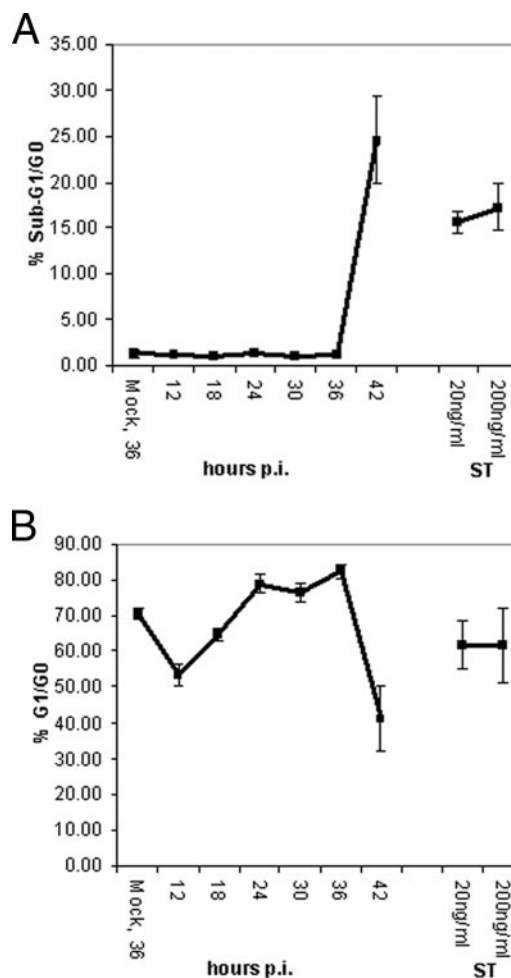 A
35.00
30.00
25.00
20.00
15.00
10.00
5.00
0.00
% Sub-G1/G0
Mock, 36
12
18
24
30
36
42
20ng/ml
200ng/ml
hours p.i.
ST
B
90.00
80.00
70.00
60.00
50.00
40.00
30.00
20.00
10.00
0.00
% G1/G0
Mock, 36
12
18
24
30
36
42
20ng/ml
200ng/ml
hours p.i.
ST